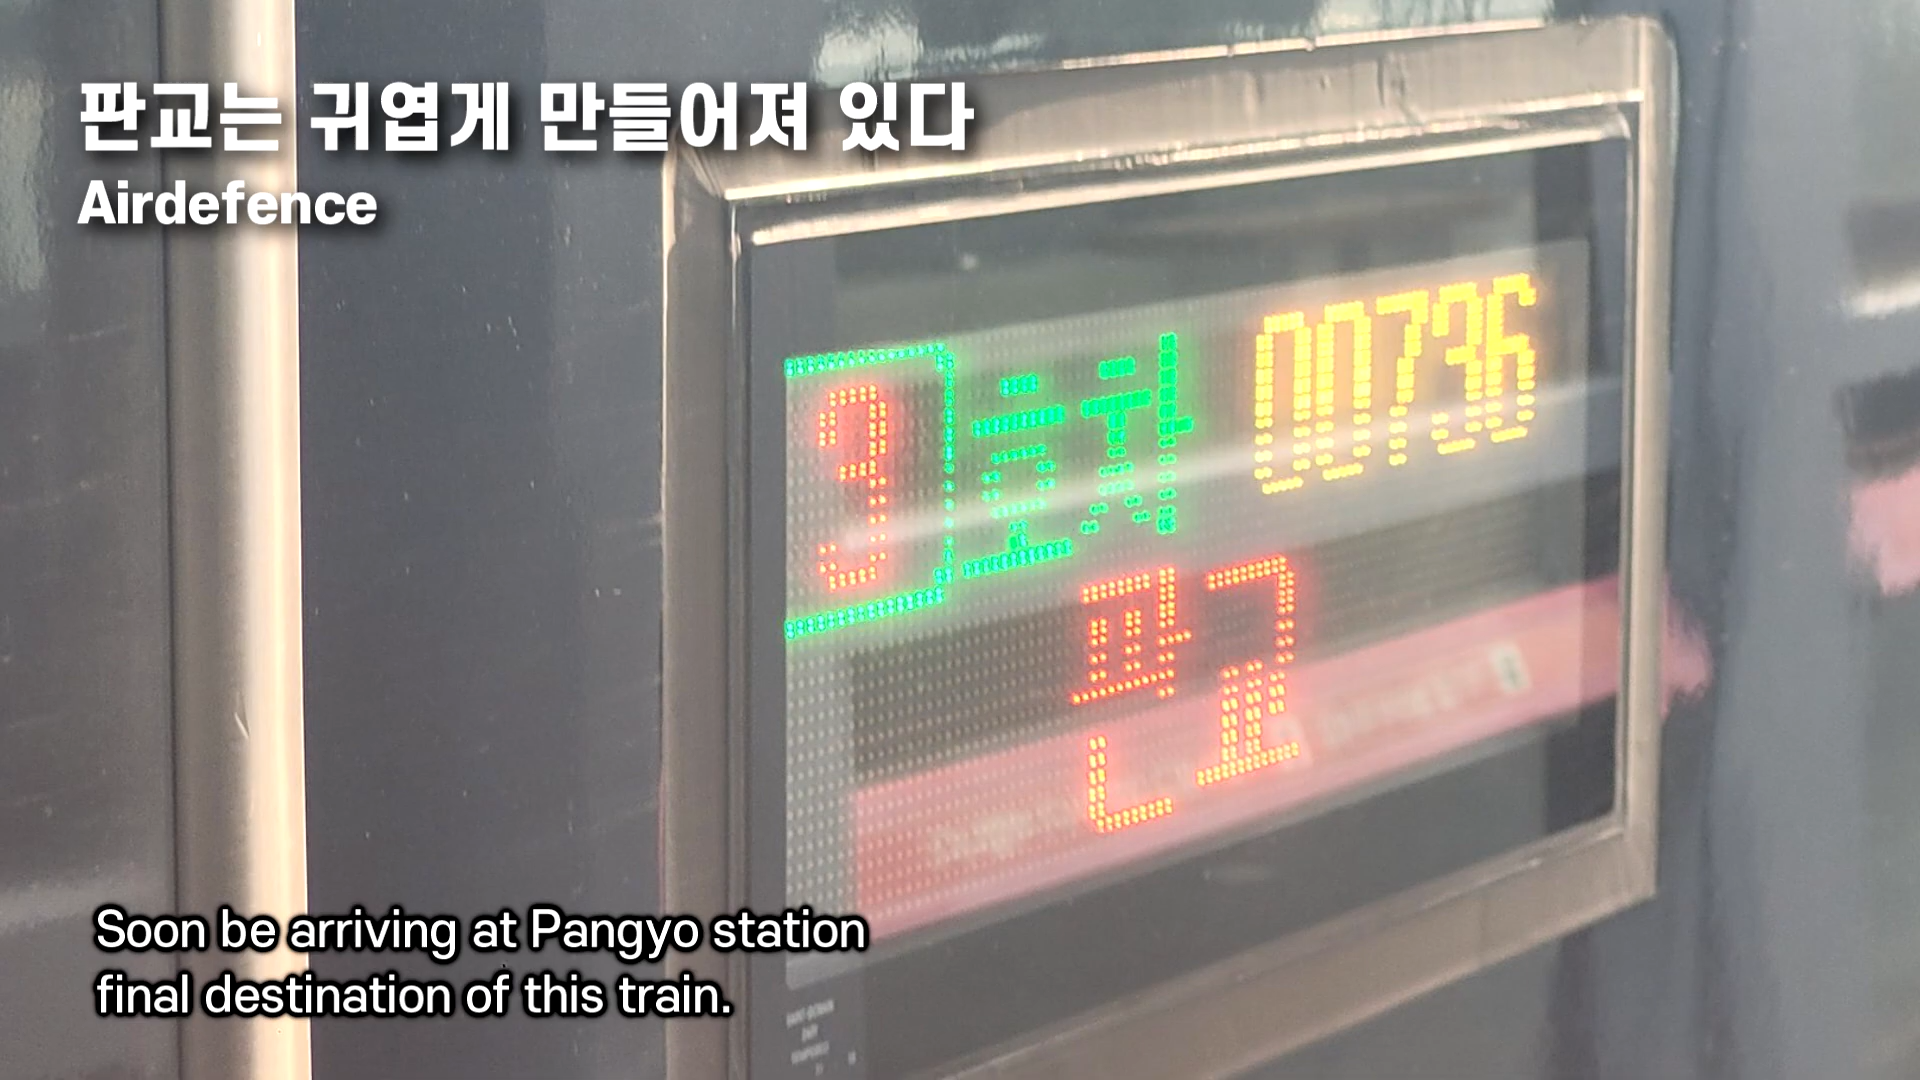 판교는 귀엽게 만들어져 있다
Airdefence
3 호차 00736
판교
Soon be arriving at Pangyo station
final destination of this train.